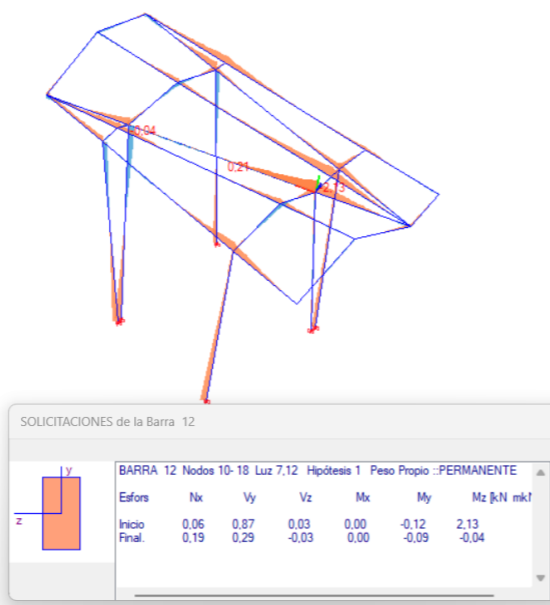 0,04
0,21
2,13
SOLICITACIONES de la Barra 12
y
z
BARRA 12 Nodos 10- 18 Luz 7,12 Hipótesis 1 Peso Propio ::PERMANENTE
Esfors Nx Vy Vz Mx My Mz [kN mkN
Inicio 0,06 0,87 0,03 0,00 -0,12 2,13
Final. 0,19 0,29 -0,03 0,00 -0,09 -0,04